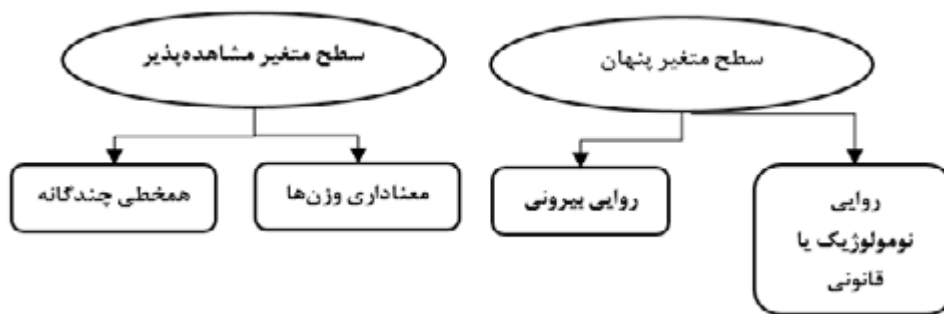 سطح متغیر پنهان
سطح متغیر مشاهده‌پذیر
روایی
نومولوژیک یا
قانونی
روایی بیرونی
معناداری وزن‌ها
همخطی چندگانه